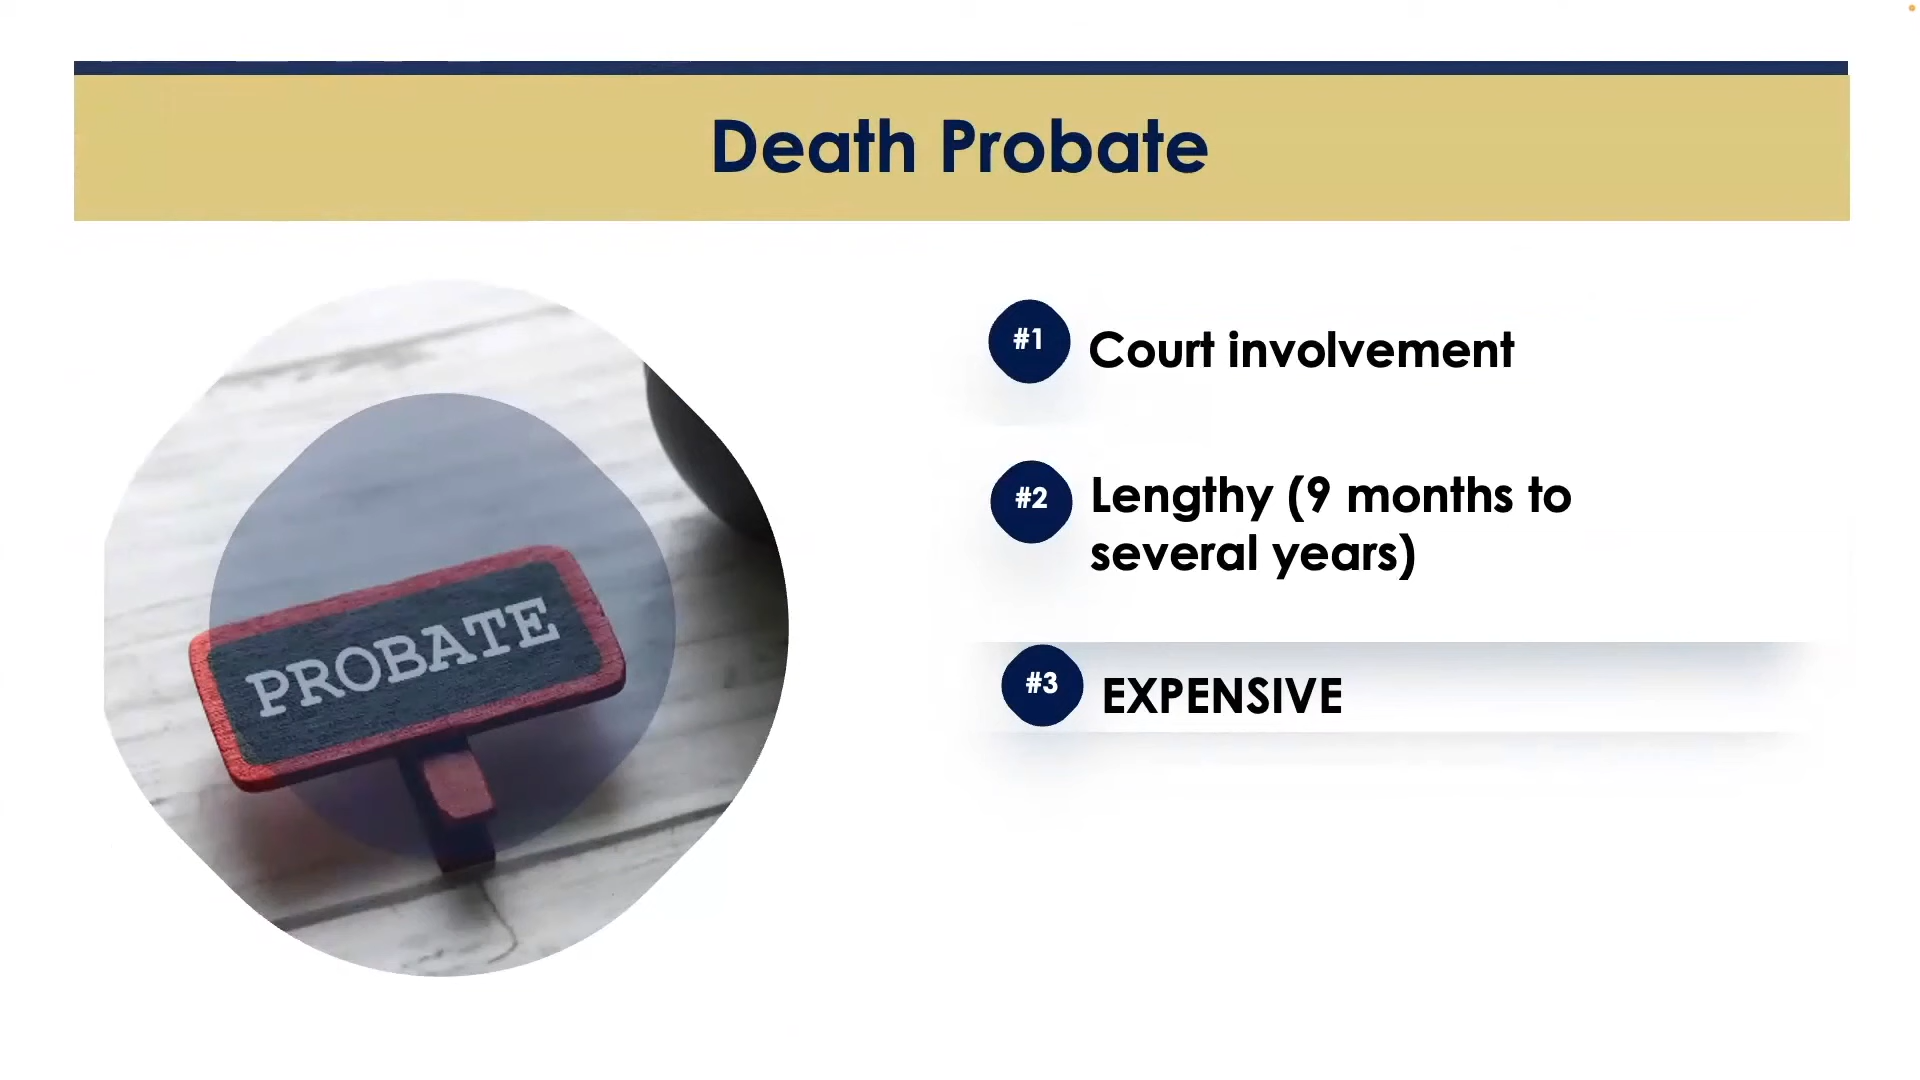 Death Probate
#1 Court involvement
#2 Lengthy (9 months to
several years)
#3 EXPENSIVE
PROBATE